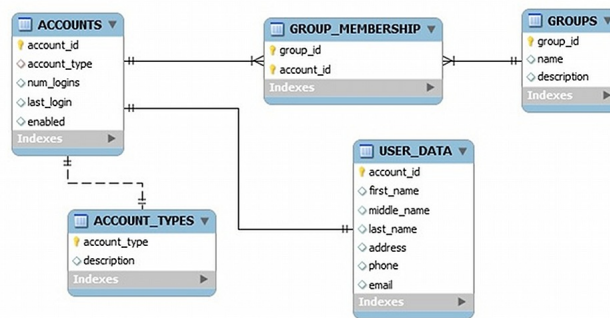 ACCOUNTS
account_id
account_type
num_logins
last_login
enabled
Indexes
GROUP_MEMBERSHIP
group_id
account_id
Indexes
GROUPS
group_id
name
description
Indexes
ACCOUNT_TYPES
account_type
description
Indexes
USER_DATA
account_id
first_name
middle_name
last_name
address
phone
email
Indexes